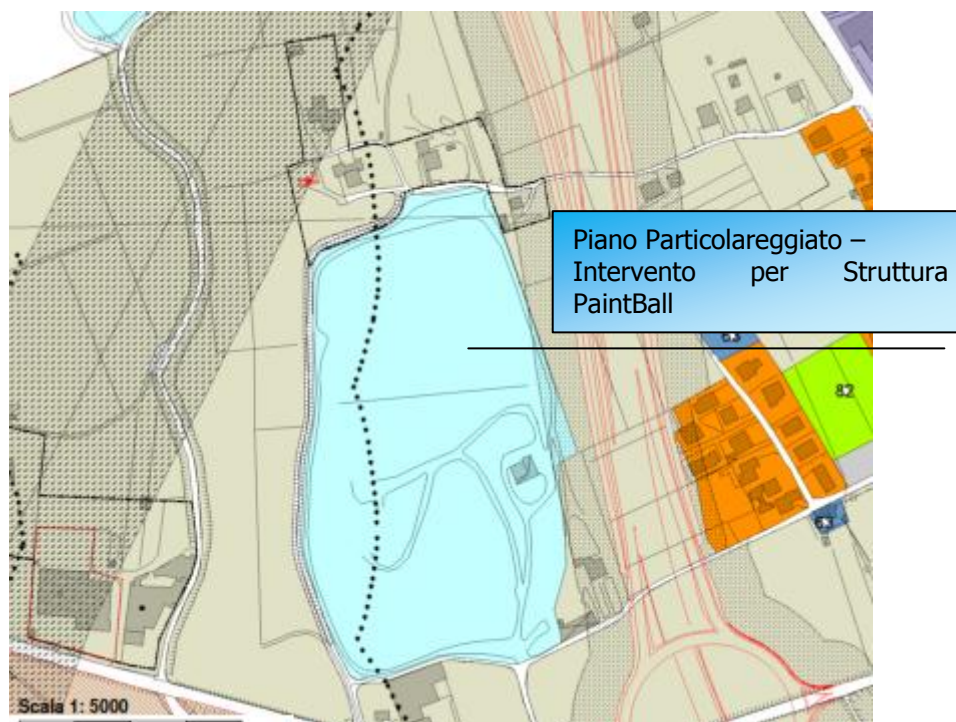 Piano Particolareggiato –
Intervento per Struttura
PaintBall
82
Scala 1: 5000